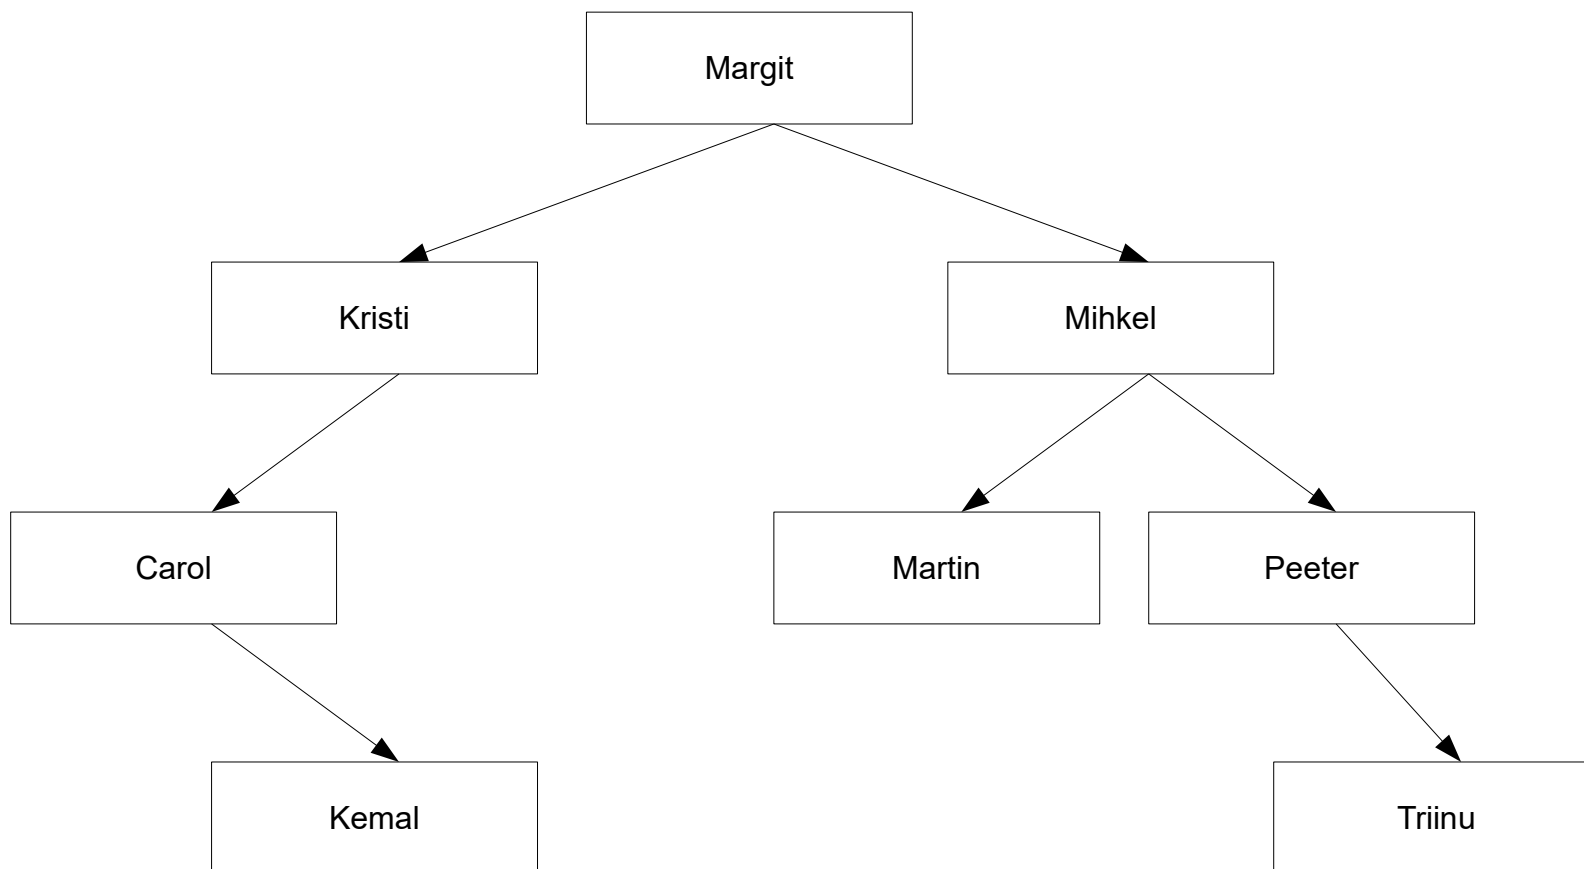 Margit
Kristi
Mihkel
Carol
Martin
Peeter
Kemal
Triinu